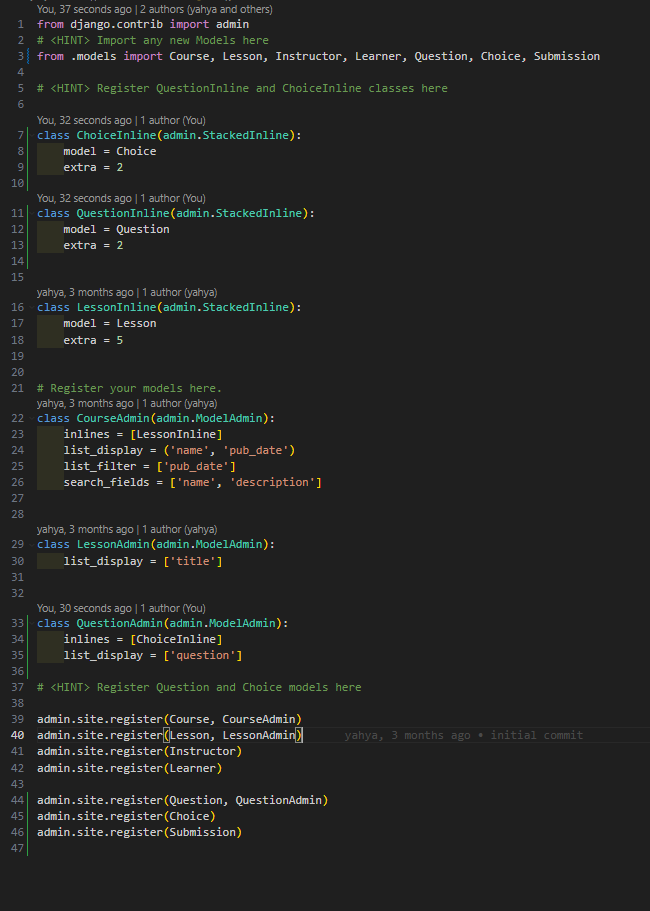 You, 37 seconds ago | 2 authors (yahya and others)
1 from django.contrib import admin
2 # <HINT> Import any new Models here
3 from .models import Course, Lesson, Instructor, Learner, Question, Choice, Submission
4
5 # <HINT> Register QuestionInline and ChoiceInline classes here
6
You, 32 seconds ago | 1 author (You)
7 class ChoiceInline(admin.StackedInline):
8     model = Choice
9     extra = 2
10
You, 32 seconds ago | 1 author (You)
11 class QuestionInline(admin.StackedInline):
12     model = Question
13     extra = 2
14
15
yahya, 3 months ago | 1 author (yahya)
16 class LessonInline(admin.StackedInline):
17     model = Lesson
18     extra = 5
19
20
21 # Register your models here.
yahya, 3 months ago | 1 author (yahya)
22 class CourseAdmin(admin.ModelAdmin):
23     inlines = [LessonInline]
24     list_display = ('name', 'pub_date')
25     list_filter = ['pub_date']
26     search_fields = ['name', 'description']
27
28
yahya, 3 months ago | 1 author (yahya)
29 class LessonAdmin(admin.ModelAdmin):
30     list_display = ['title']
31
32
You, 30 seconds ago | 1 author (You)
33 class QuestionAdmin(admin.ModelAdmin):
34     inlines = [ChoiceInline]
35     list_display = ['question']
36
37 # <HINT> Register Question and Choice models here
38
39 admin.site.register(Course, CourseAdmin)
40 admin.site.register(Lesson, LessonAdmin) yahya, 3 months ago • initial commit
41 admin.site.register(Instructor)
42 admin.site.register(Learner)
43
44 admin.site.register(Question, QuestionAdmin)
45 admin.site.register(Choice)
46 admin.site.register(Submission)
47